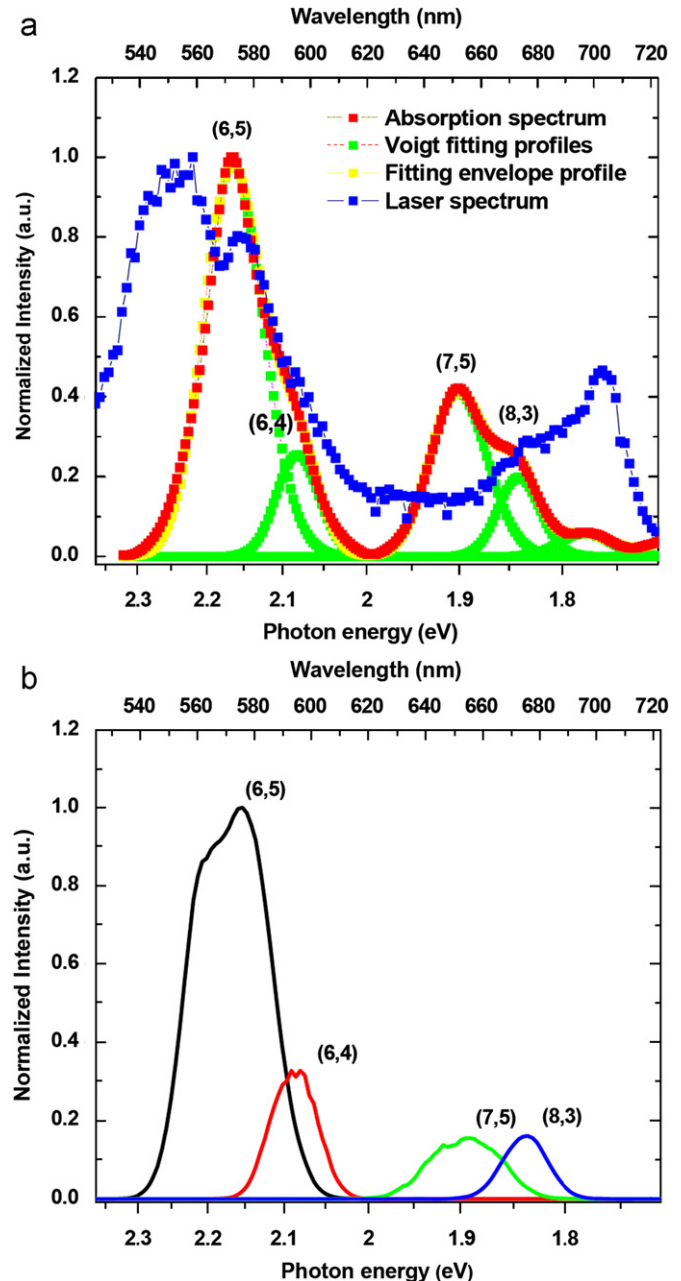 a
Wavelength (nm)
540 560 580 600 620 640 660 680 700 720
1.2
1.0
0.8
0.6
0.4
0.2
0.0
Normalized Intensity (a.u.)
(6,5)
Absorption spectrum
Voigt fitting profiles
Fitting envelope profile
Laser spectrum
(7,5)
(8,3)
(6,4)
2.3 2.2 2.1 2 1.9 1.8
Photon energy (eV)
b
Wavelength (nm)
540 560 580 600 620 640 660 680 700 720
1.2
1.0
0.8
0.6
0.4
0.2
0.0
Normalized Intensity (a.u.)
(6,5)
(6,4)
(7,5) (8,3)
2.3 2.2 2.1 2 1.9 1.8
Photon energy (eV)